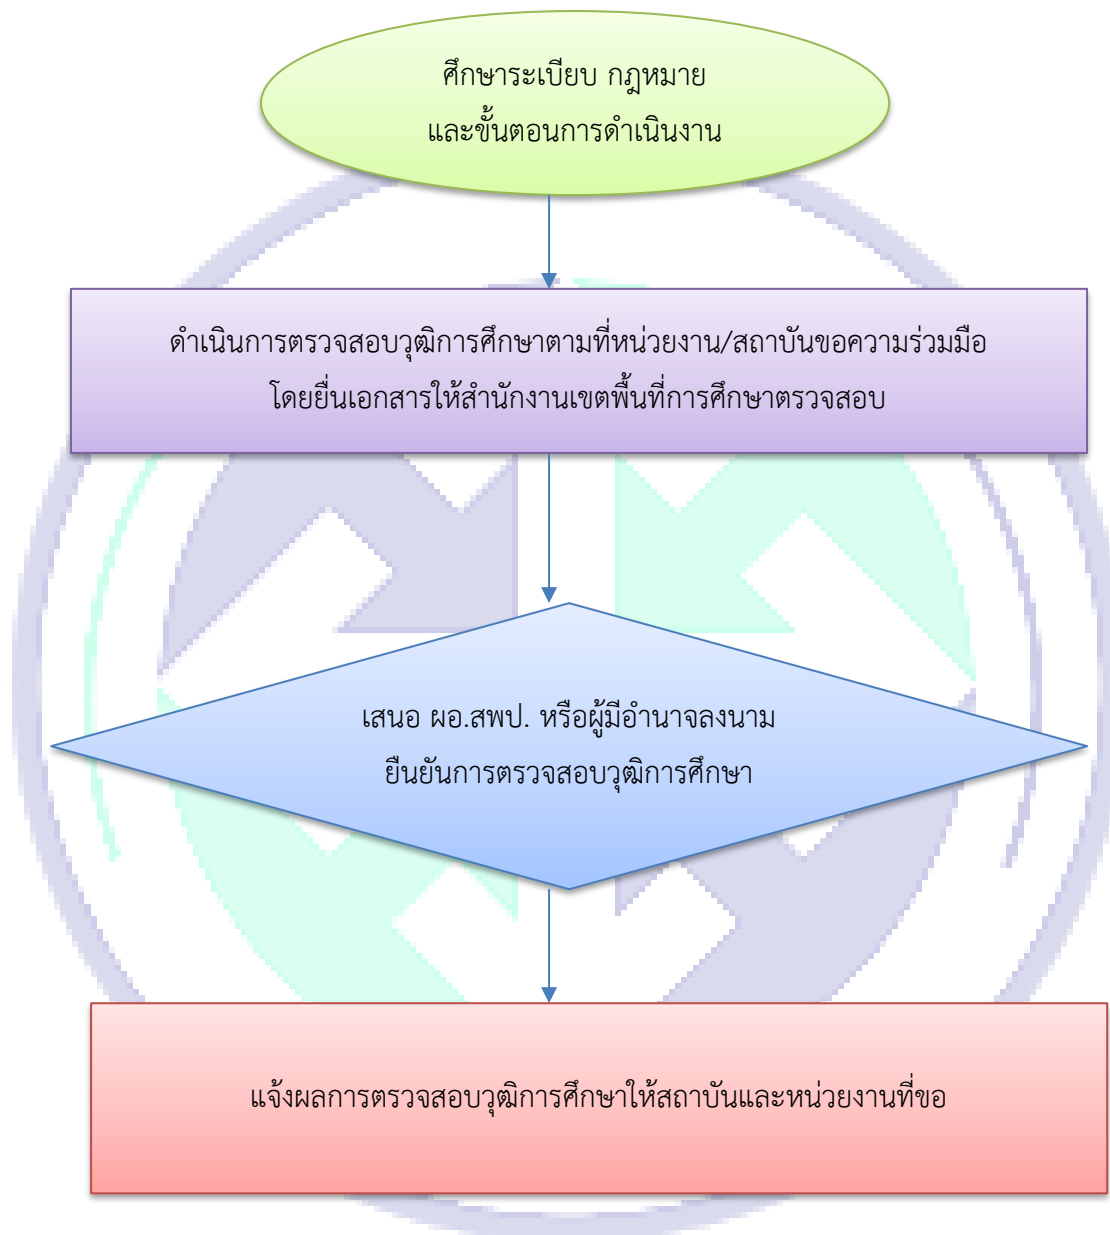 ศึกษาระเบียบ กฎหมาย
และขั้นตอนการดำเนินงาน
ดำเนินการตรวจสอบวุฒิการศึกษาตามที่หน่วยงาน/สถาบันขอความร่วมมือ
โดยยื่นเอกสารให้สำนักงานเขตพื้นที่การศึกษาตรวจสอบ
เสนอ ผอ.สพป. หรือผู้มีอำนาจลงนาม
ยืนยันการตรวจสอบวุฒิการศึกษา
แจ้งผลการตรวจสอบวุฒิการศึกษาให้สถาบันและหน่วยงานที่ขอ